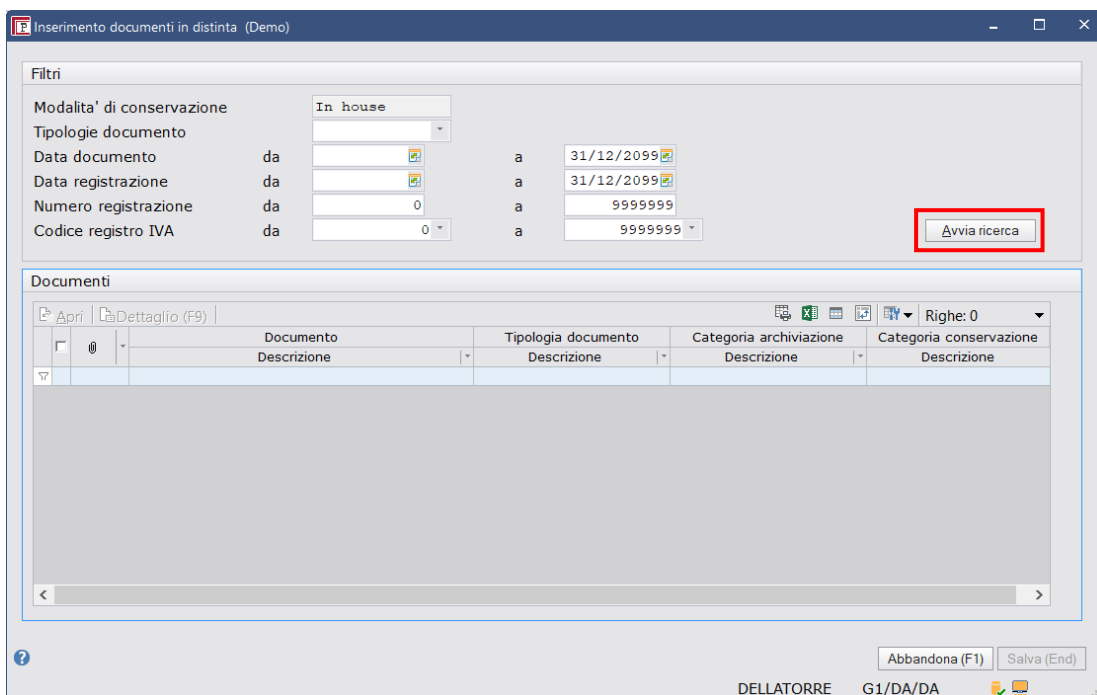 Inserimento documenti in distinta (Demo)
Filtri
Modalita' di conservazione In house
Tipologie documento
Data documento da a 31/12/2099
Data registrazione da a 31/12/2099
Numero registrazione da 0 a 9999999
Codice registro IVA da 0 a 9999999 Avvia ricerca
Documenti
Apri Dettaglio (F9) Righe: 0
Documento Tipologia documento Categoria archiviazione Categoria conservazione
Descrizione Descrizione Descrizione Descrizione
Abbandona (F1) Salva (End)
DELLATORRE G1/DA/DA